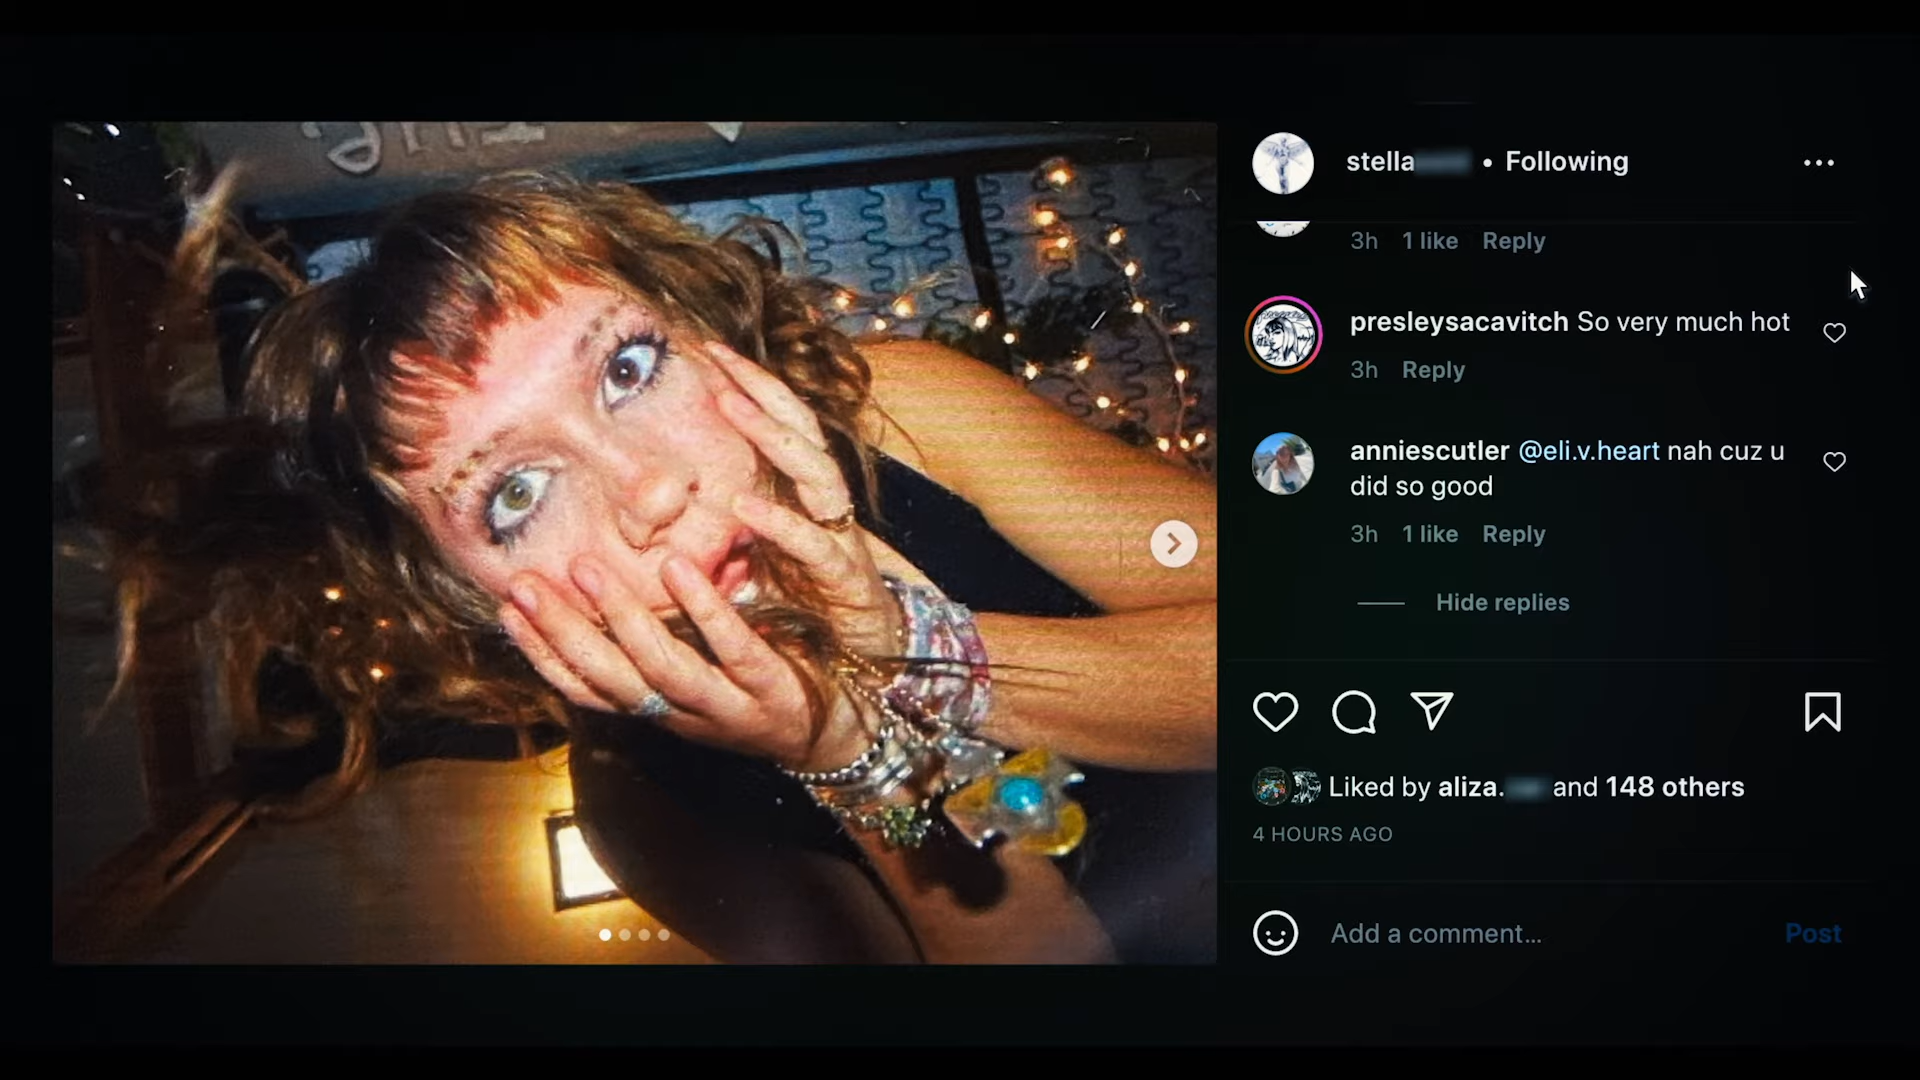 stella • Following
3h 1 like Reply
presleysacavitch So very much hot
3h Reply
anniescutler @eli.v.heart nah cuz u
did so good
3h 1 like Reply
Hide replies
Liked by aliza. and 148 others
4 HOURS AGO
Add a comment... Post